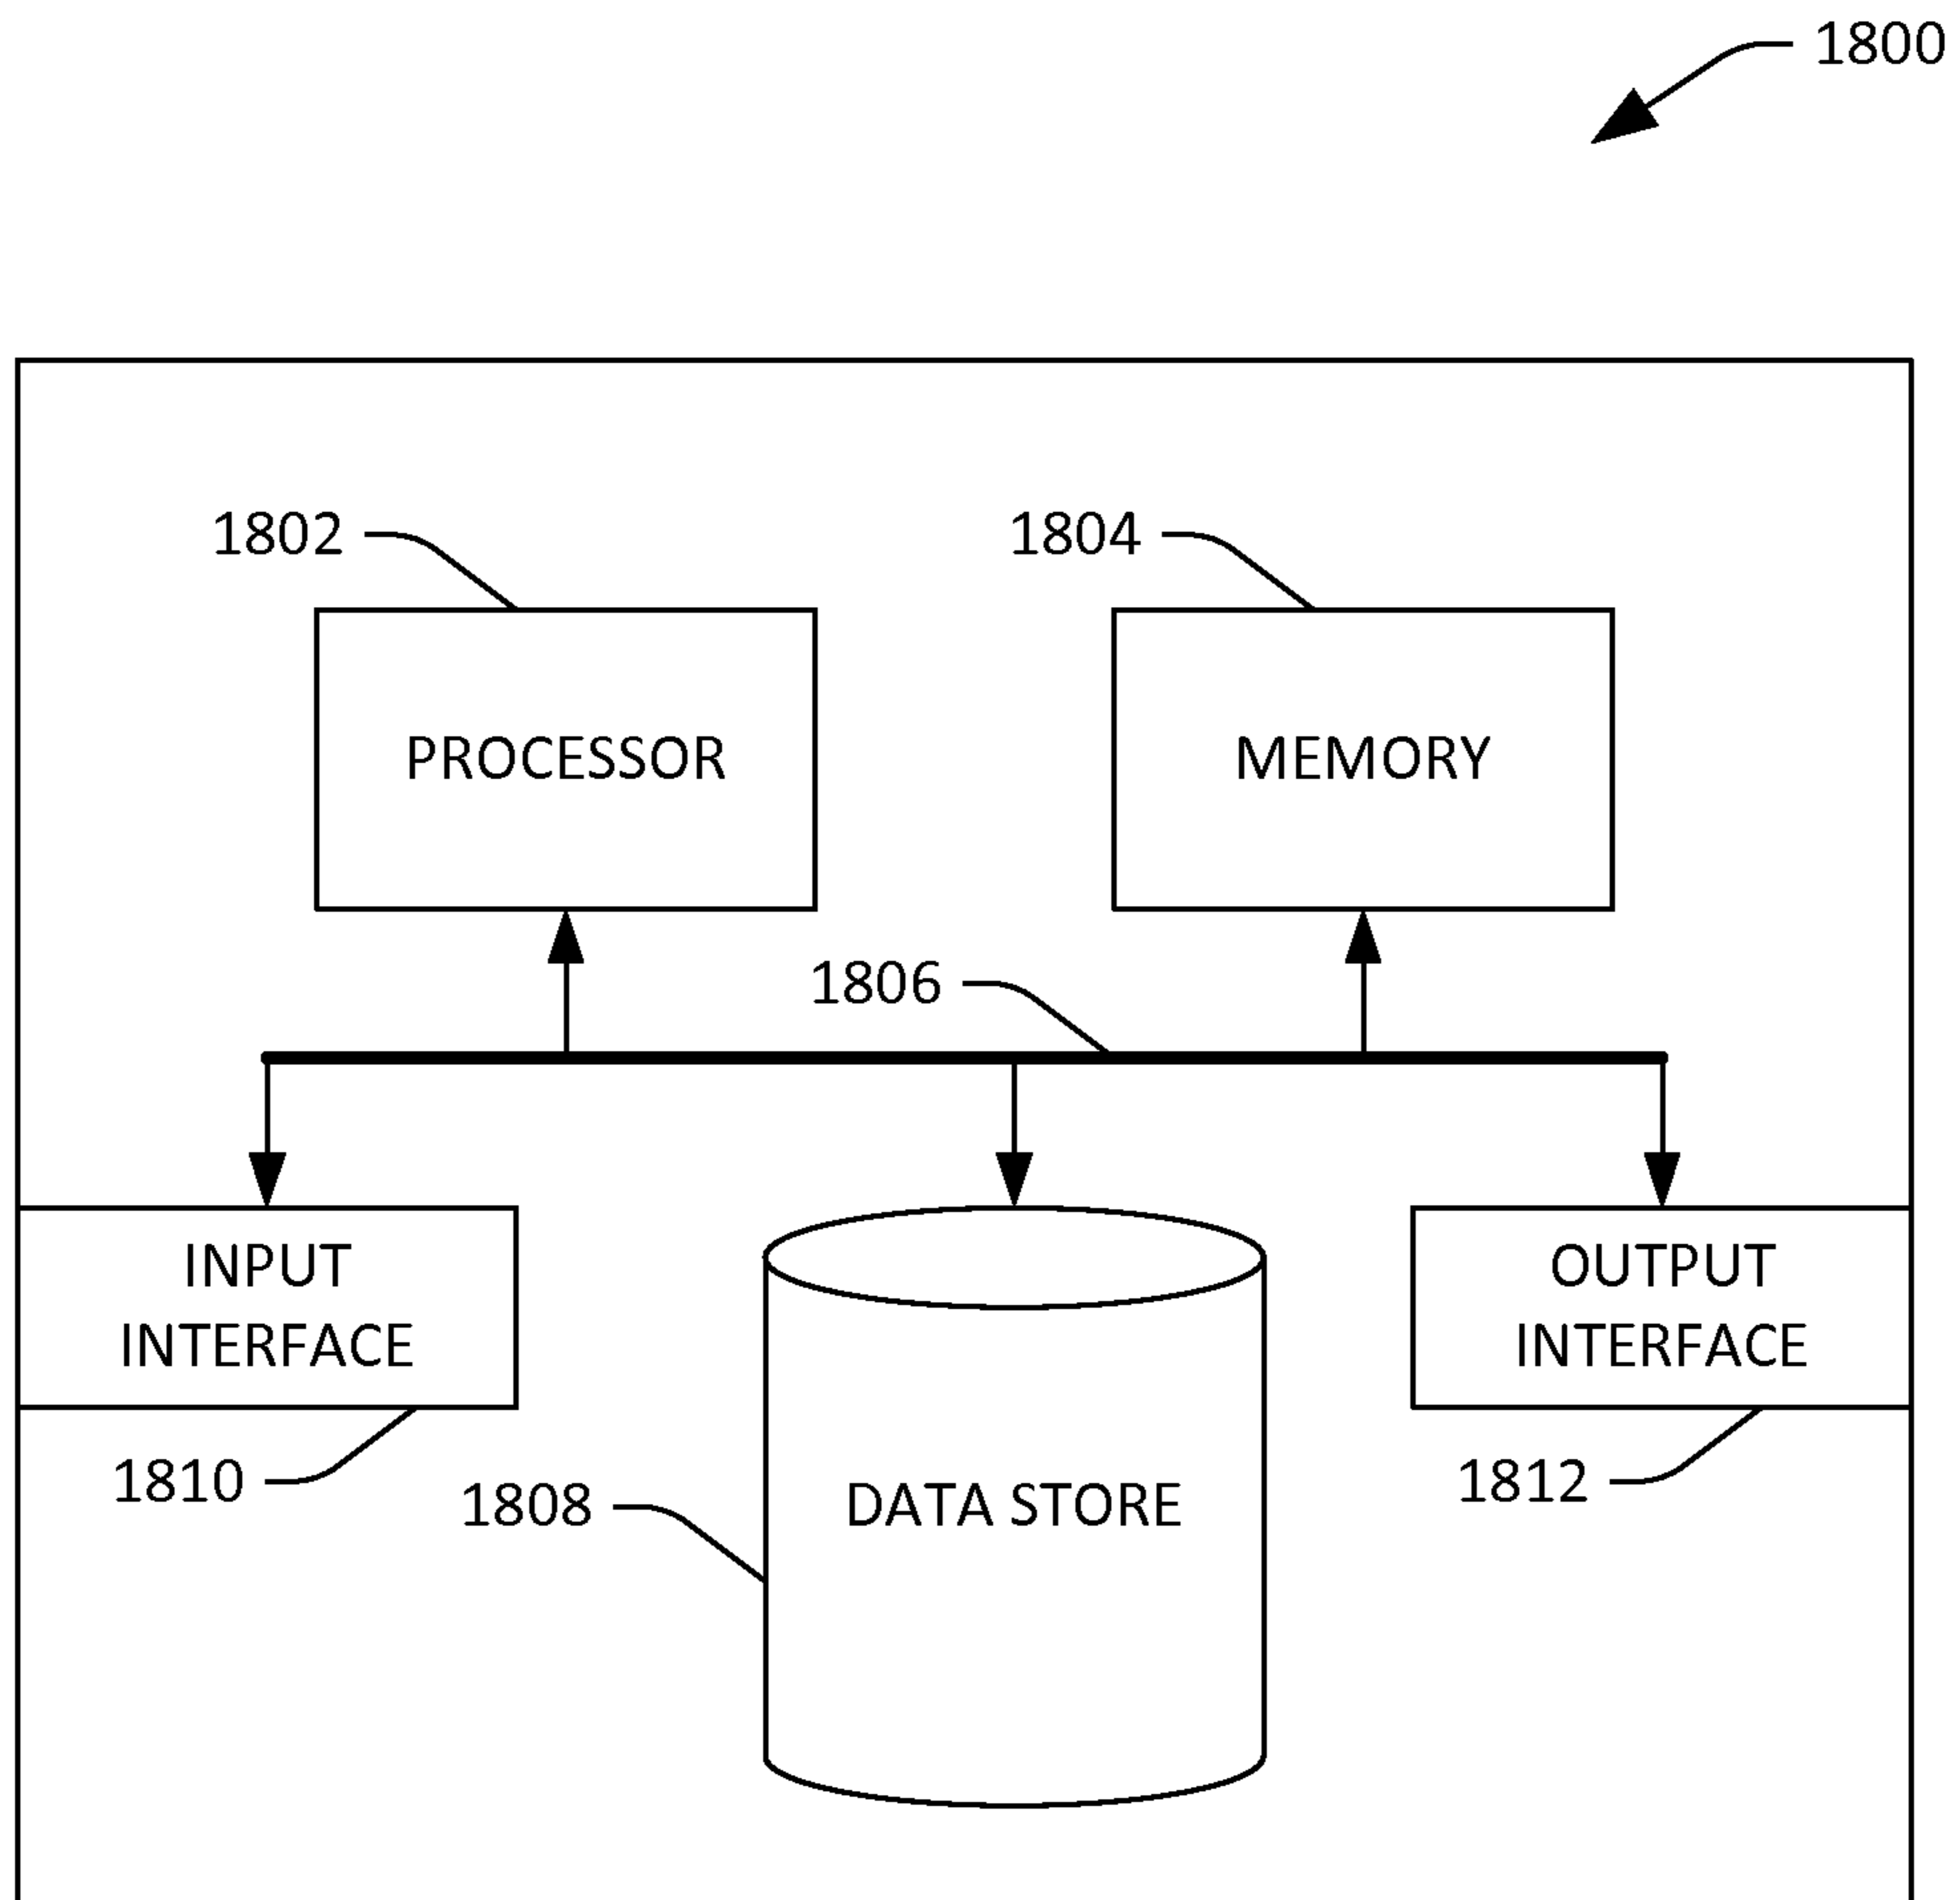 1800
1802
1804
PROCESSOR
MEMORY
1806
INPUT
INTERFACE
OUTPUT
INTERFACE
1810
1808
DATA STORE
1812